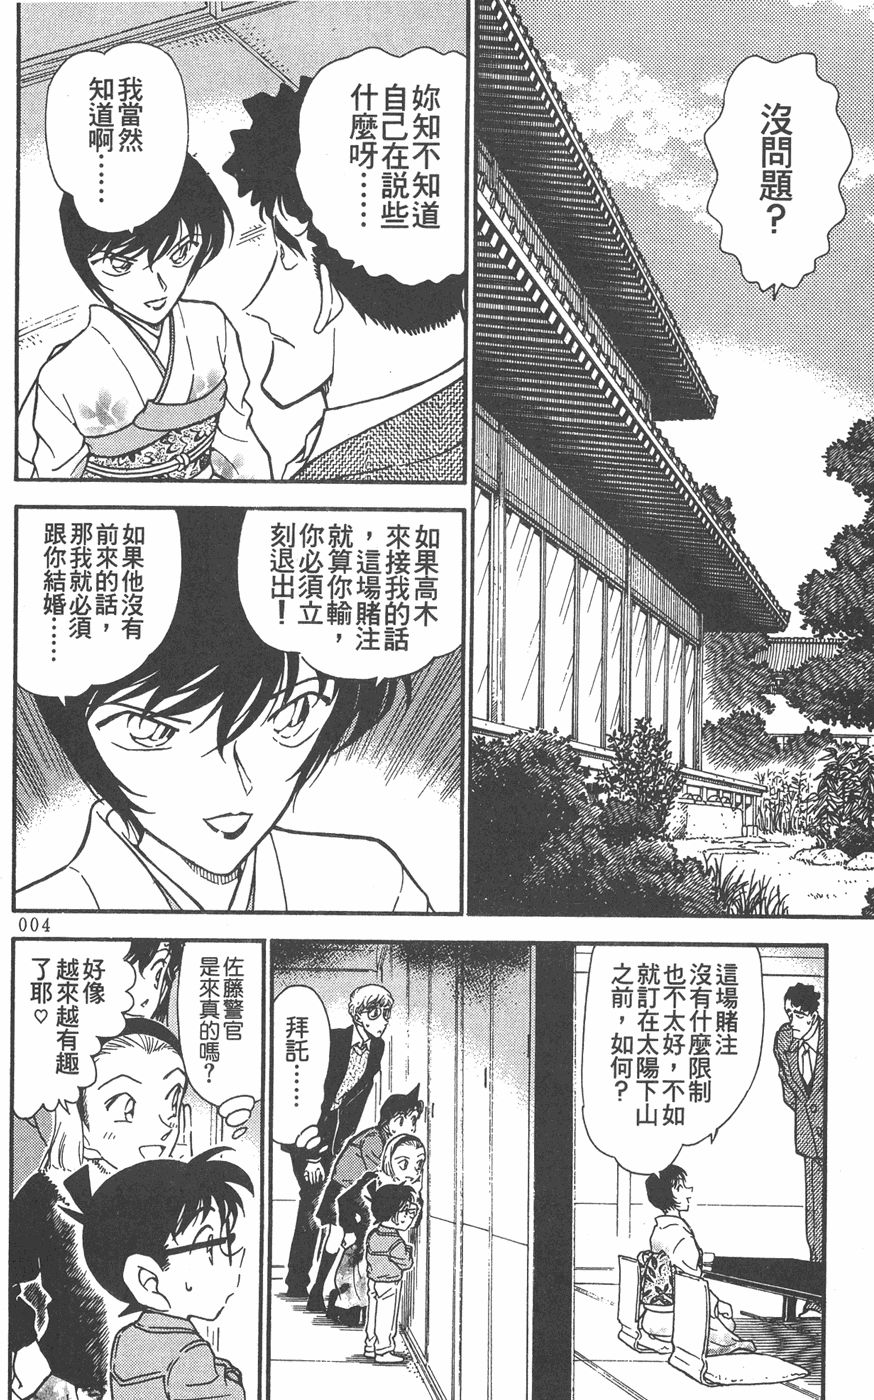 沒問題？
妳知不知道
自己在說些
什麼呀……
我當然
知道啊……
如果高木
來接我的話
，這場賭注
就算你輸，
你必須立
刻退出！
如果他沒有
前來的話，
那我就必須
跟你結婚……
004
這場賭注
沒有什麼限制
也不太好，不如
就訂在太陽下山
之前，如何？
拜託……
佐藤警官
是來真的嗎？
好像
越來越有趣
了耶♡